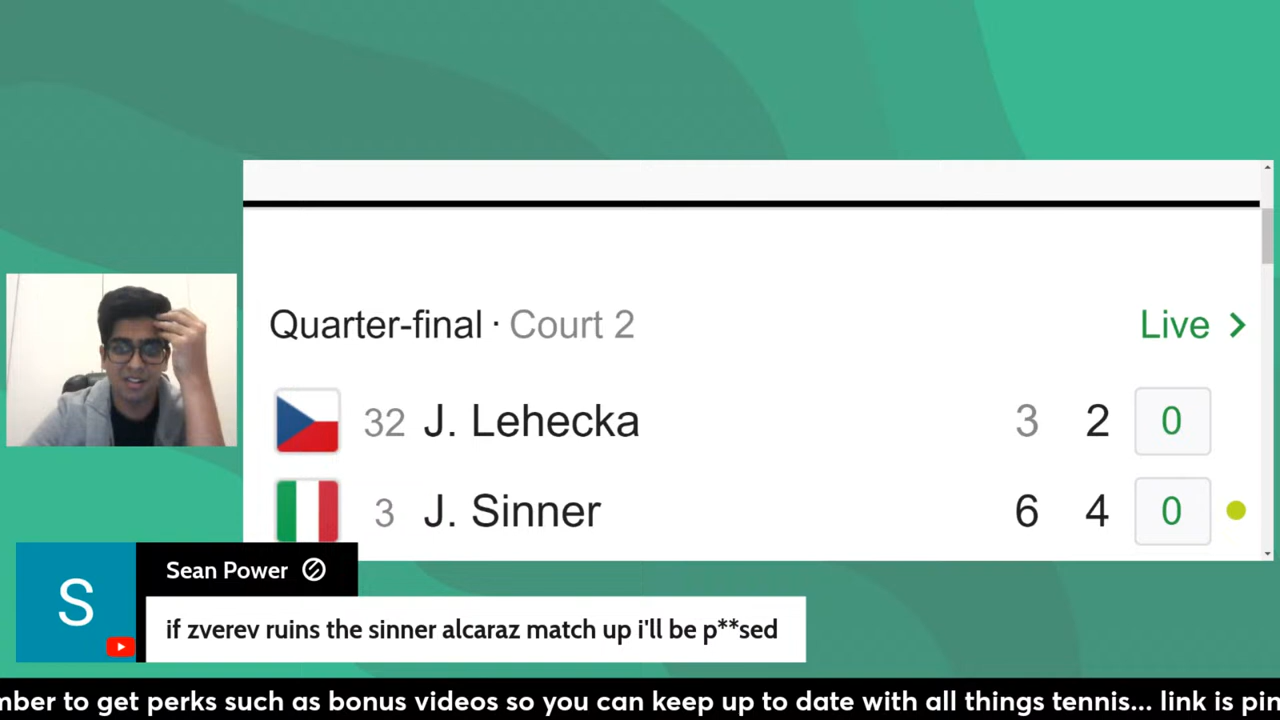 Quarter-final · Court 2
Live >
32 J. Lehecka 3 2 0
3 J. Sinner 6 4 0
S
Sean Power
if zverev ruins the sinner alcaraz match up i'll be p**sed
mber to get perks such as bonus videos so you can keep up to date with all things tennis... link is pin